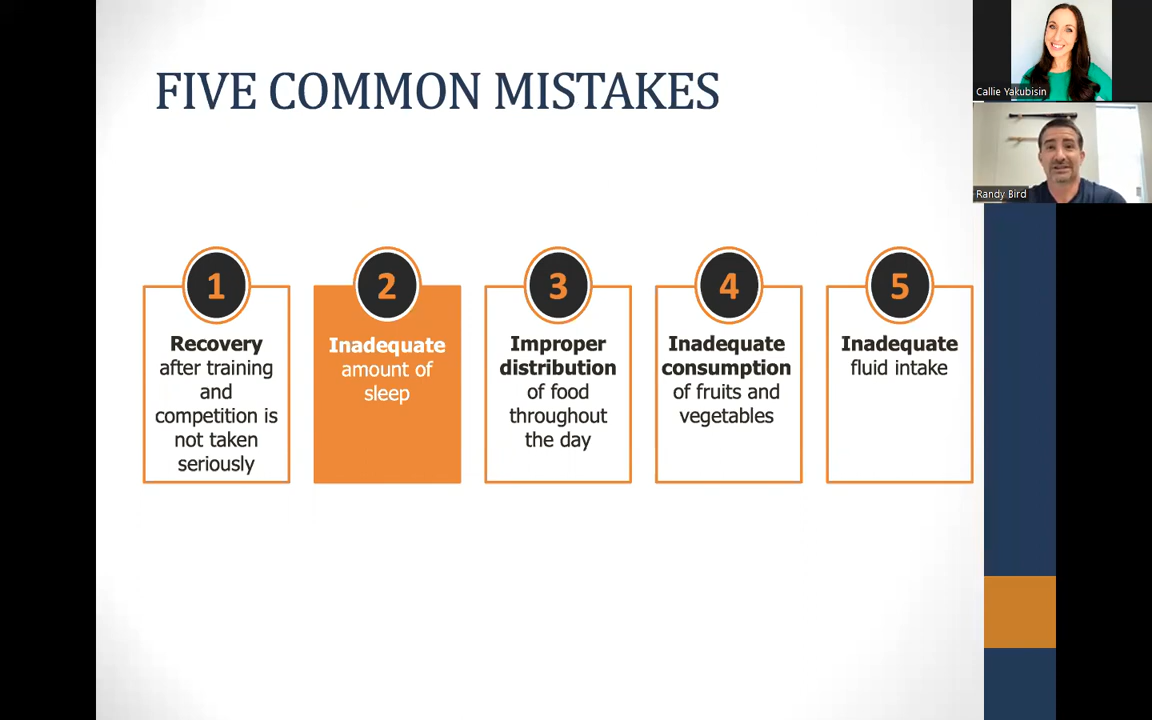 FIVE COMMON MISTAKES
Callie Yakubisin
Randy Bird
1
Recovery
after training
and
competition is
not taken
seriously
2
Inadequate
amount of
sleep
3
Improper
distribution
of food
throughout
the day
4
Inadequate
consumption
of fruits and
vegetables
5
Inadequate
fluid intake